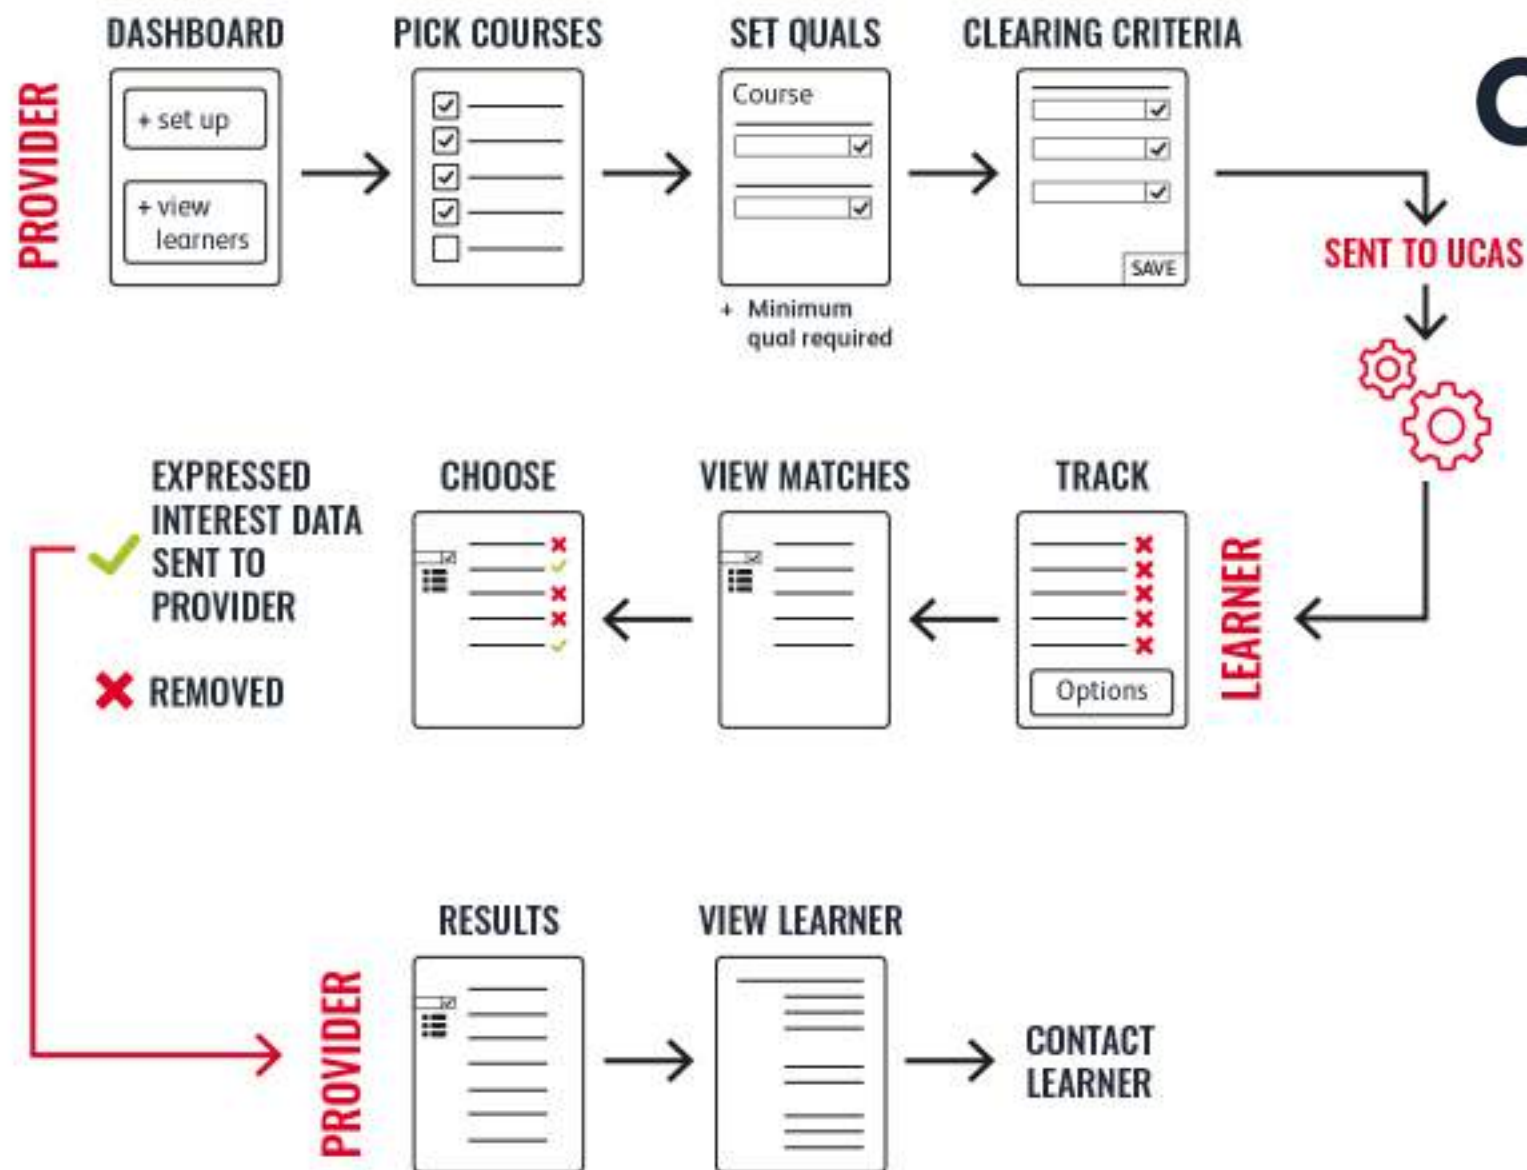 PROVIDER
DASHBOARD
+ set up
+ view
learners
PICK COURSES
SET QUALS
Course
+ Minimum
qual required
CLEARING CRITERIA
SAVE
SENT TO UCAS
LEARNER
TRACK
Options
VIEW MATCHES
CHOOSE
EXPRESSED
INTEREST DATA
SENT TO
PROVIDER
REMOVED
PROVIDER
RESULTS
VIEW LEARNER
CONTACT
LEARNER